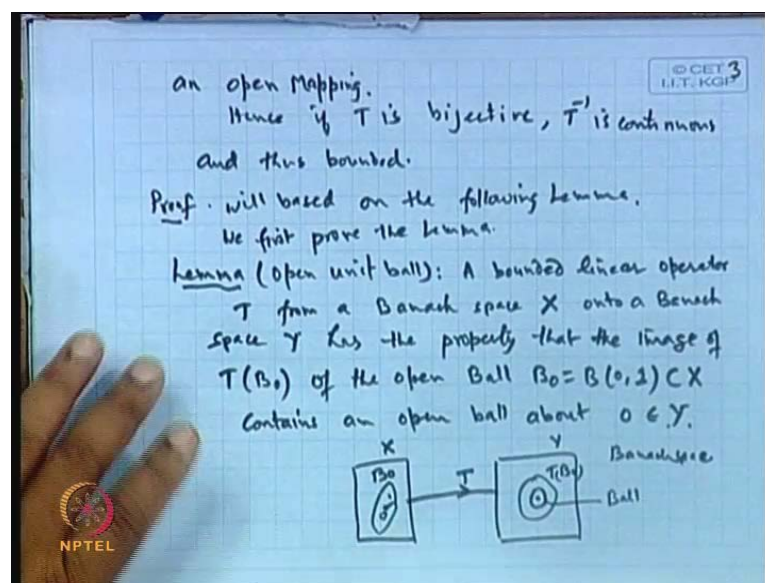 © CET
I.I.T. KGP
3
an open Mapping.
Hence if T is bijective, T⁻¹ is continuous
and thus bounded.
Proof. will based on the following Lemma.
We first prove the Lemma.
Lemma (Open unit ball): A bounded linear operator
T from a Banach space X onto a Banach
space Y has the property that the image of
T(B₀) of the open Ball B₀ = B(0,1) ⊂ X
Contains an open ball about 0 ∈ Y.
X
Y
B₀
T
T(B₀)
Banach space
Ball
NPTEL